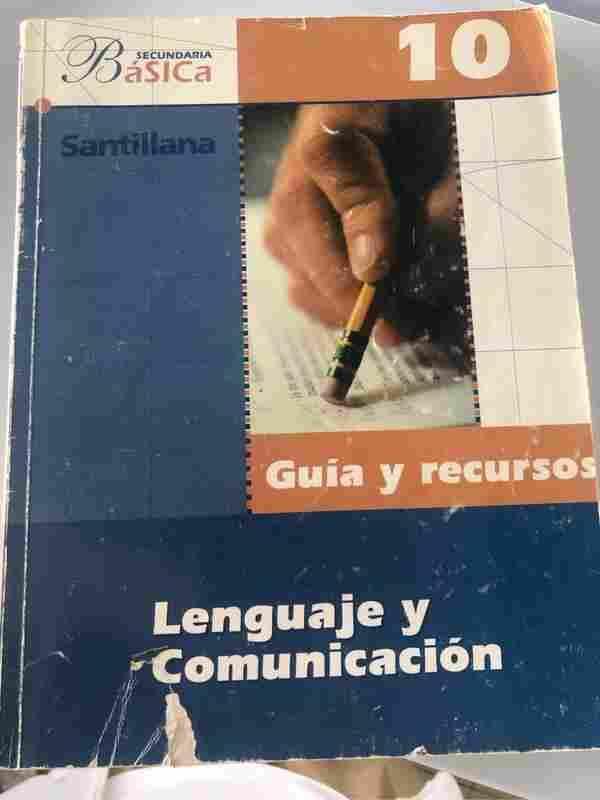 SECUNDARIA
BáSICa
10
Santillana
Guía y recursos
Lenguaje y
Comunicación